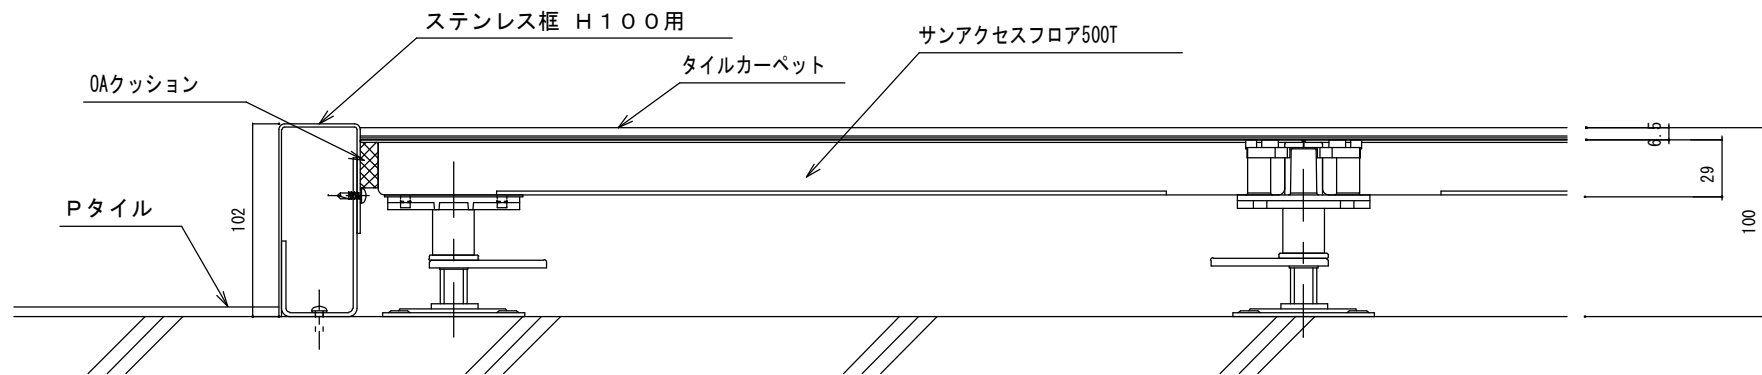 ステンレス框 Ｈ１００用
サンアクセスフロア500T
タイルカーペット
OAクッション
Ｐタイル
102
6.5
29
100